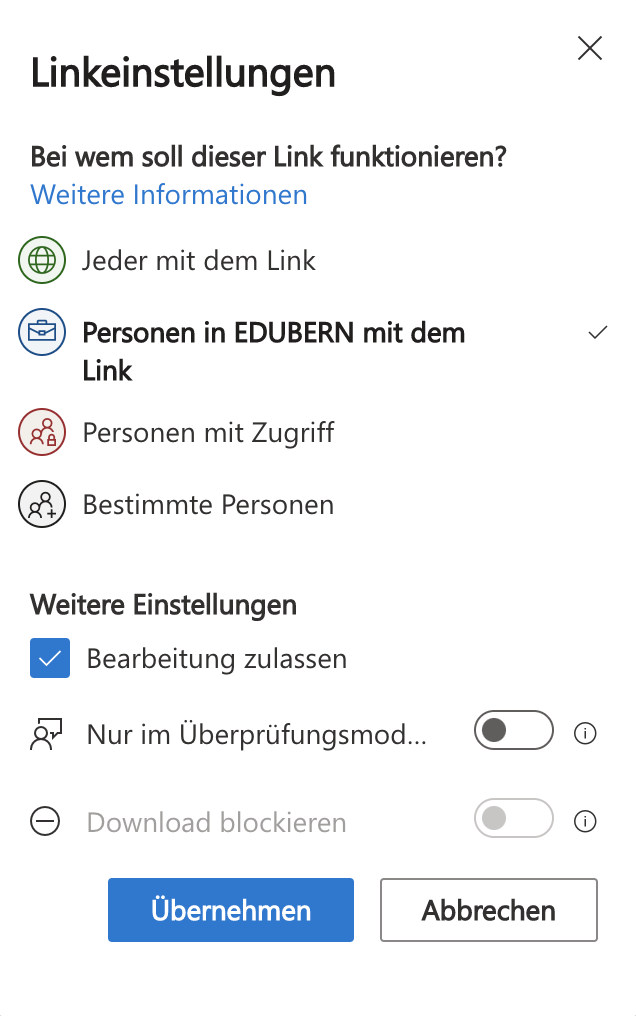 Linkeinstellungen
Bei wem soll dieser Link funktionieren?
Weitere Informationen
Jeder mit dem Link
Personen in EDUBERN mit dem
Link
Personen mit Zugriff
Bestimmte Personen
Weitere Einstellungen
Bearbeitung zulassen
Nur im Überprüfungsmod...
Download blockieren
Übernehmen
Abbrechen